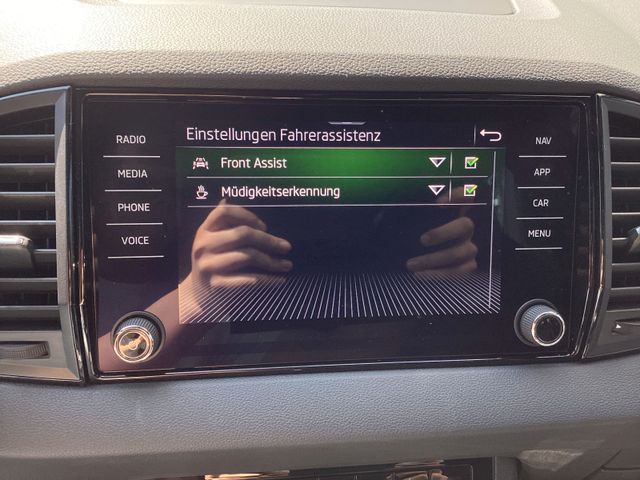 RADIO
MEDIA
PHONE
VOICE
Einstellungen Fahrerassistenz
Front Assist
Müdigkeitserkennung
NAV
APP
CAR
MENU